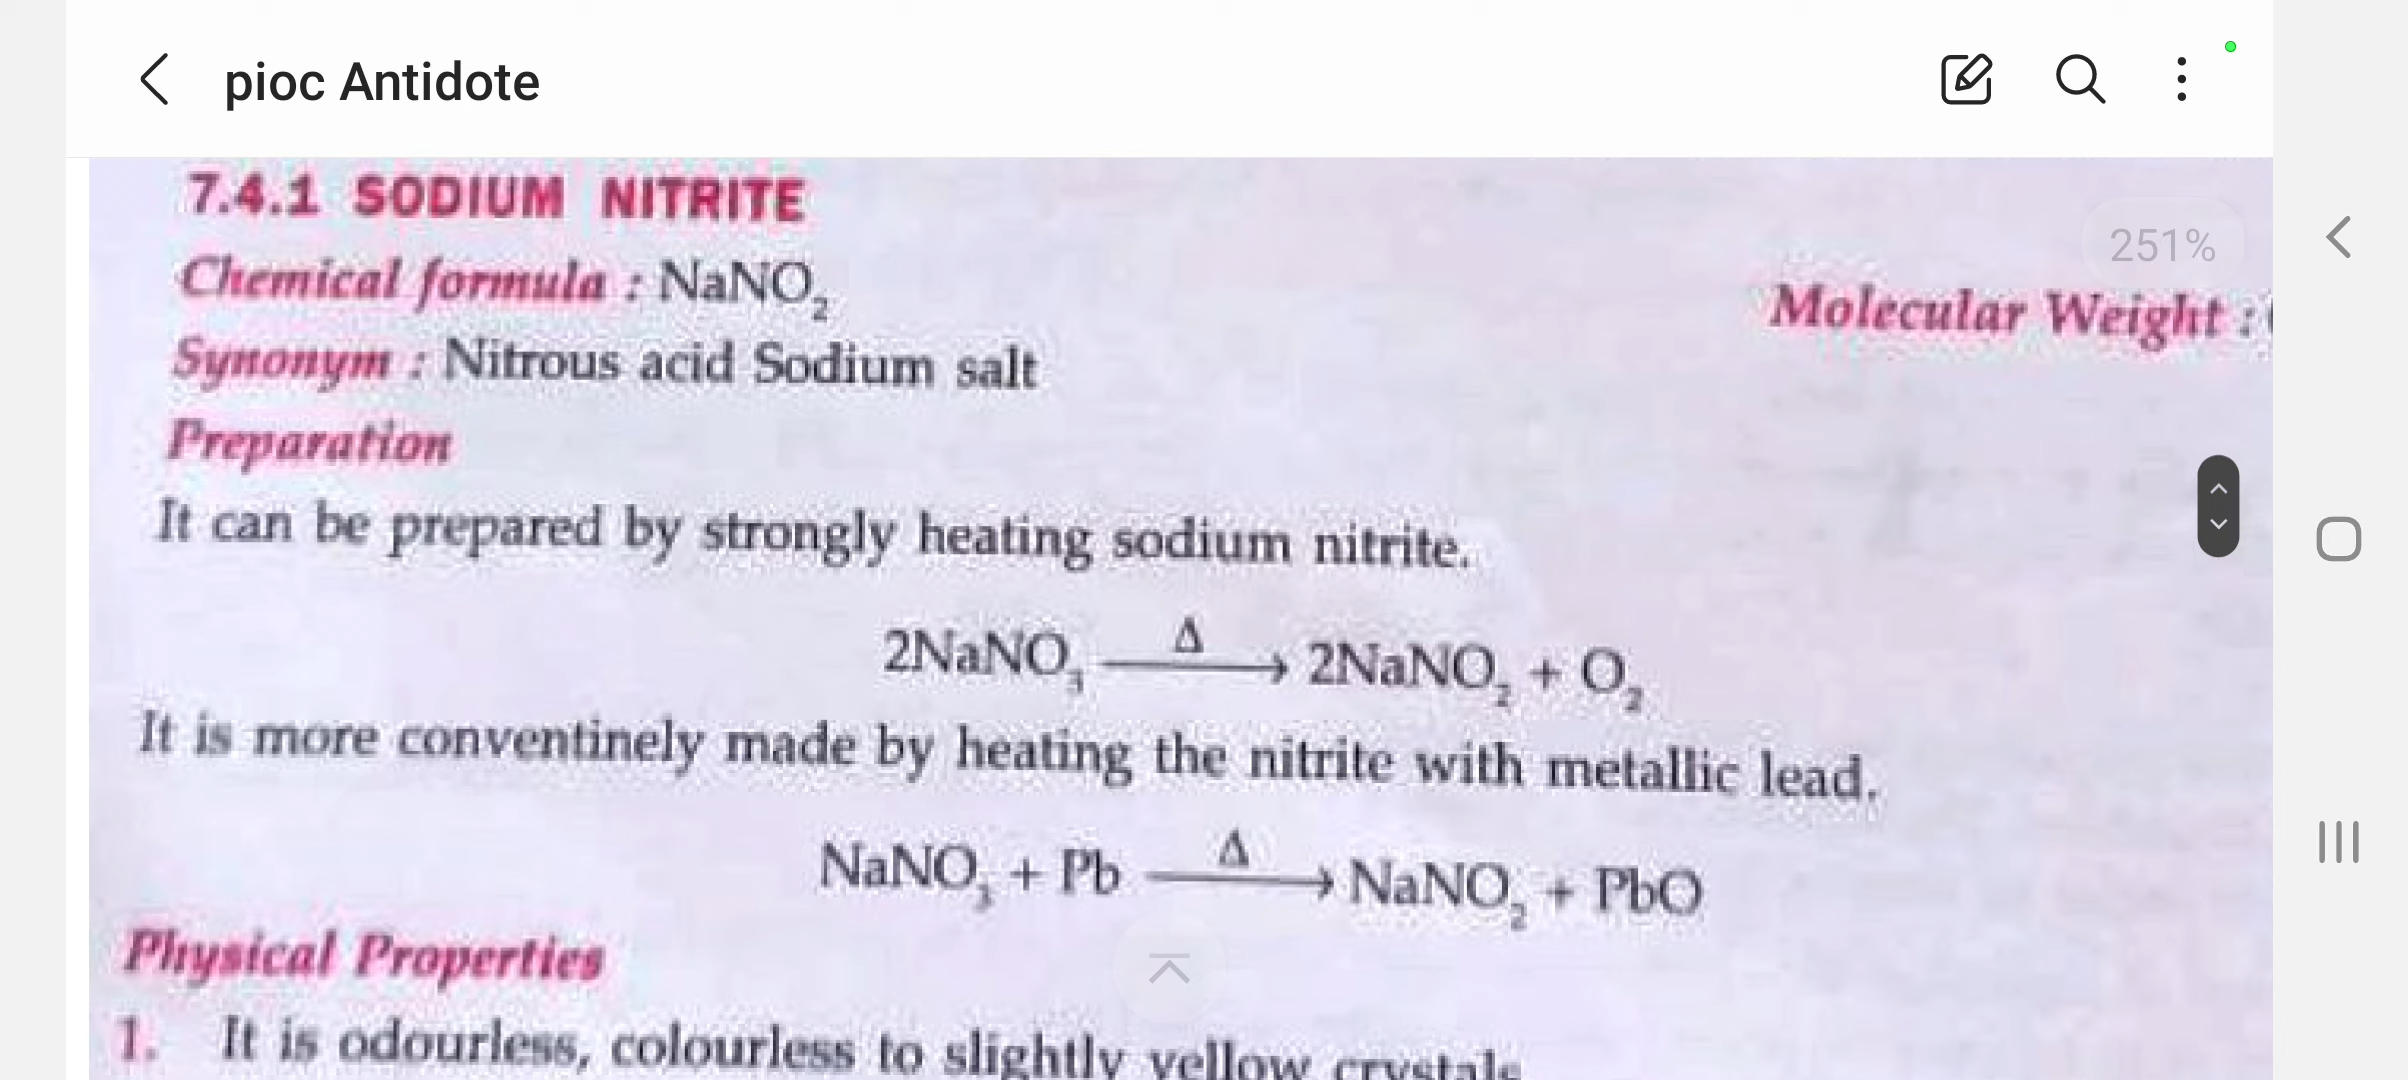 pioc Antidote
251%
7.4.1 SODIUM NITRITE
Chemical formula : NaNO₂
Molecular Weight :
Synonym : Nitrous acid Sodium salt
Preparation
It can be prepared by strongly heating sodium nitrite.
2NaNO₃ —Δ→ 2NaNO₂ + O₂
It is more conventinely made by heating the nitrite with metallic lead.
NaNO₃ + Pb —Δ→ NaNO₂ + PbO
Physical Properties
1. It is odourless, colourless to slightly yellow crystals